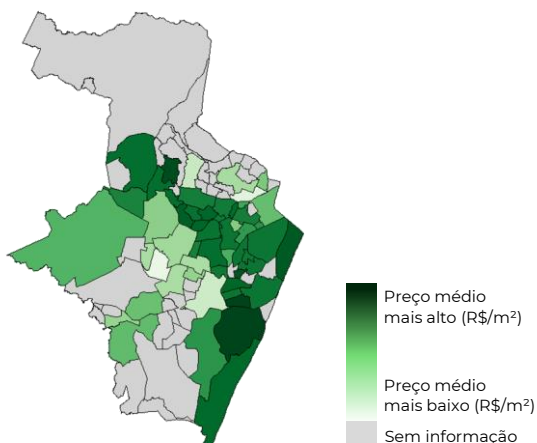 Preço médio
mais alto (R$/m²)
Preço médio
mais baixo (R$/m²)
Sem informação